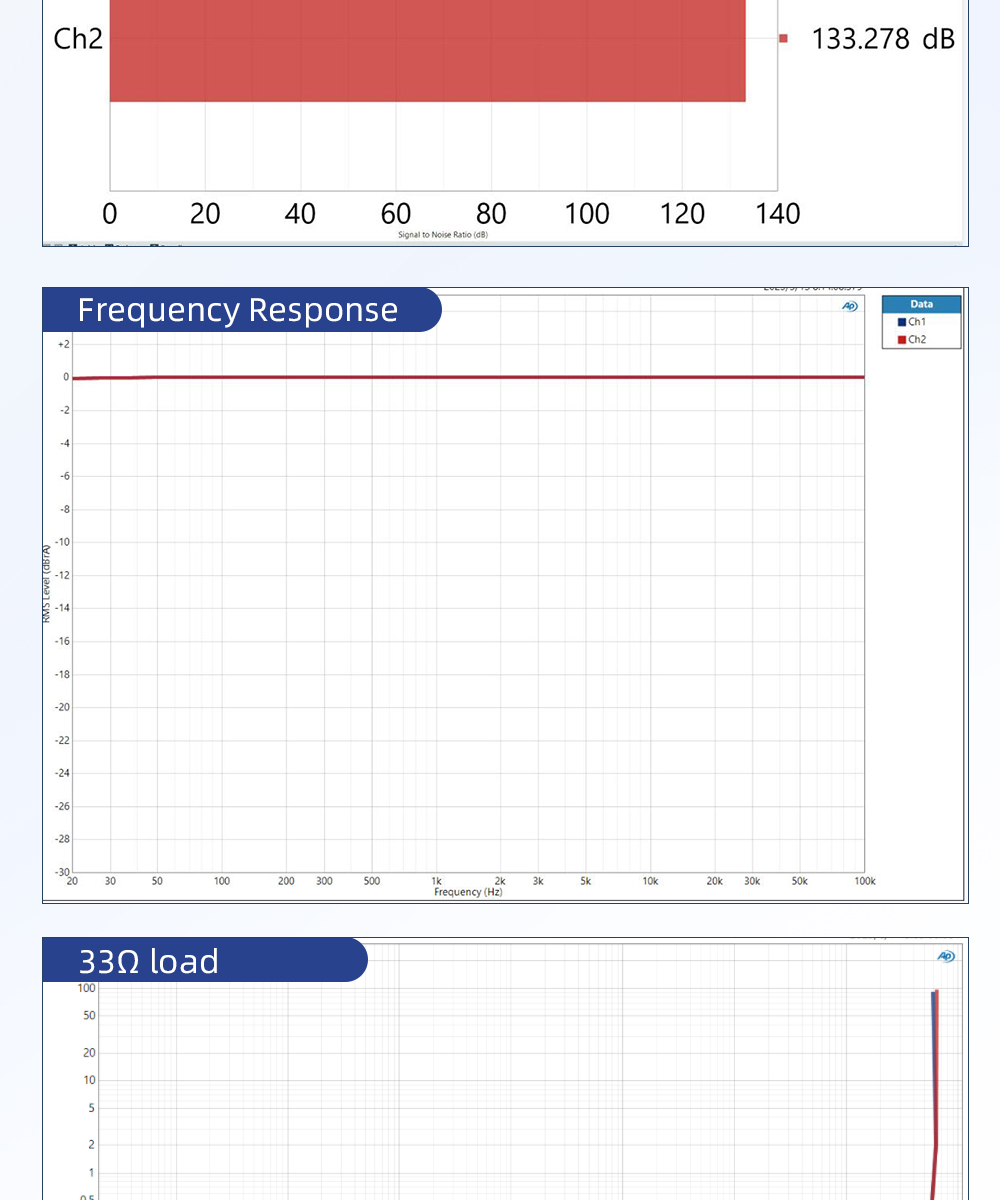 Ch2
133.278 dB
0 20 40 60 80 100 120 140
Signal to Noise Ratio (dB)
Frequency Response
AP
Data
Ch1
Ch2
+2
0
-2
-4
-6
-8
-10
-12
-14
-16
-18
-20
-22
-24
-26
-28
-30
RMS Level (dBrA)
20 30 50 100 200 300 500 1k 2k 3k 5k 10k 20k 30k 50k 100k
Frequency (Hz)
33Ω load
AP
100
50
20
10
5
2
1
0.5